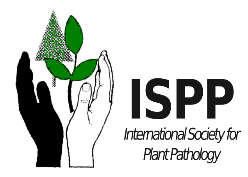 ISPP
International Society for
Plant Pathology